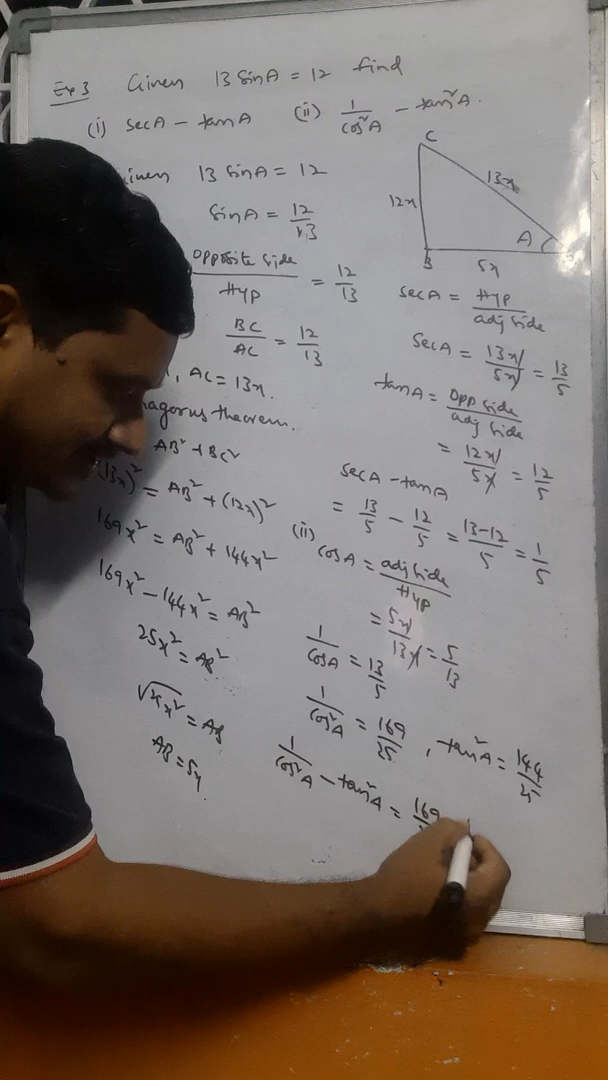 Ex 3 Given 13 sinA = 12 find
(i) secA - tanA (ii) 1/cos²A - tan²A.
13 sinA = 12
sinA = 12/13
Opposite side/Hyp = 12/13
BC/AC = 12/13
, AC = 13x.
theorem.
AB² + BC²
(13x)² = AB² + (12x)²
169x² = AB² + 144x²
169x² - 144x² = AB²
25x² = AB²
= AB
AB = 5x
C
13x
12x
A
B
5x
secA = Hyp/adj side
secA = 13x/5x = 13/5
tanA = Opp side/adj side
= 12x/5x = 12/5
secA - tanA
= 13/5 - 12/5 = 13-12/5 = 1/5
(ii) cosA = adj side/Hyp
= 5x/13x = 5/13
1/cosA = 13/5
1/cos²A = 169/25, tan²A = 144/25
1/cos²A - tan²A = 169